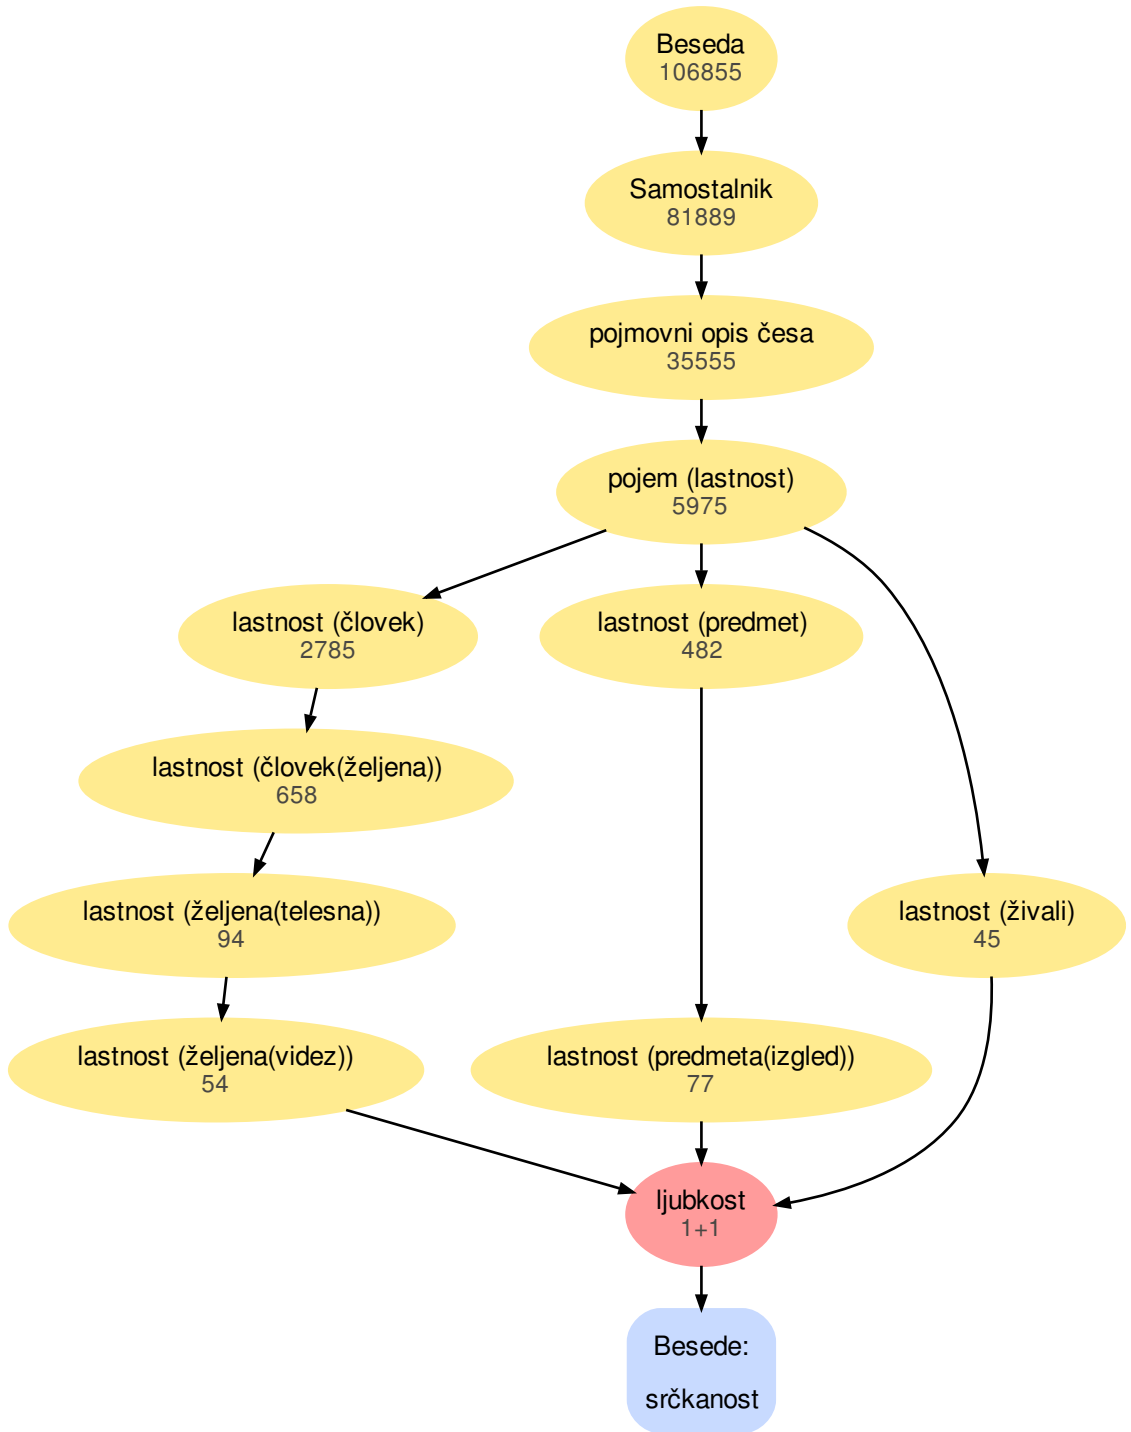 Beseda
106855
Samostalnik
81889
pojmovni opis česa
35555
pojem (lastnost)
5975
lastnost (človek)
2785
lastnost (predmet)
482
lastnost (človek(željena))
658
lastnost (željena(telesna))
94
lastnost (živali)
45
lastnost (željena(videz))
54
lastnost (predmeta(izgled))
77
ljubkost
1+1
Besede:
srčkanost